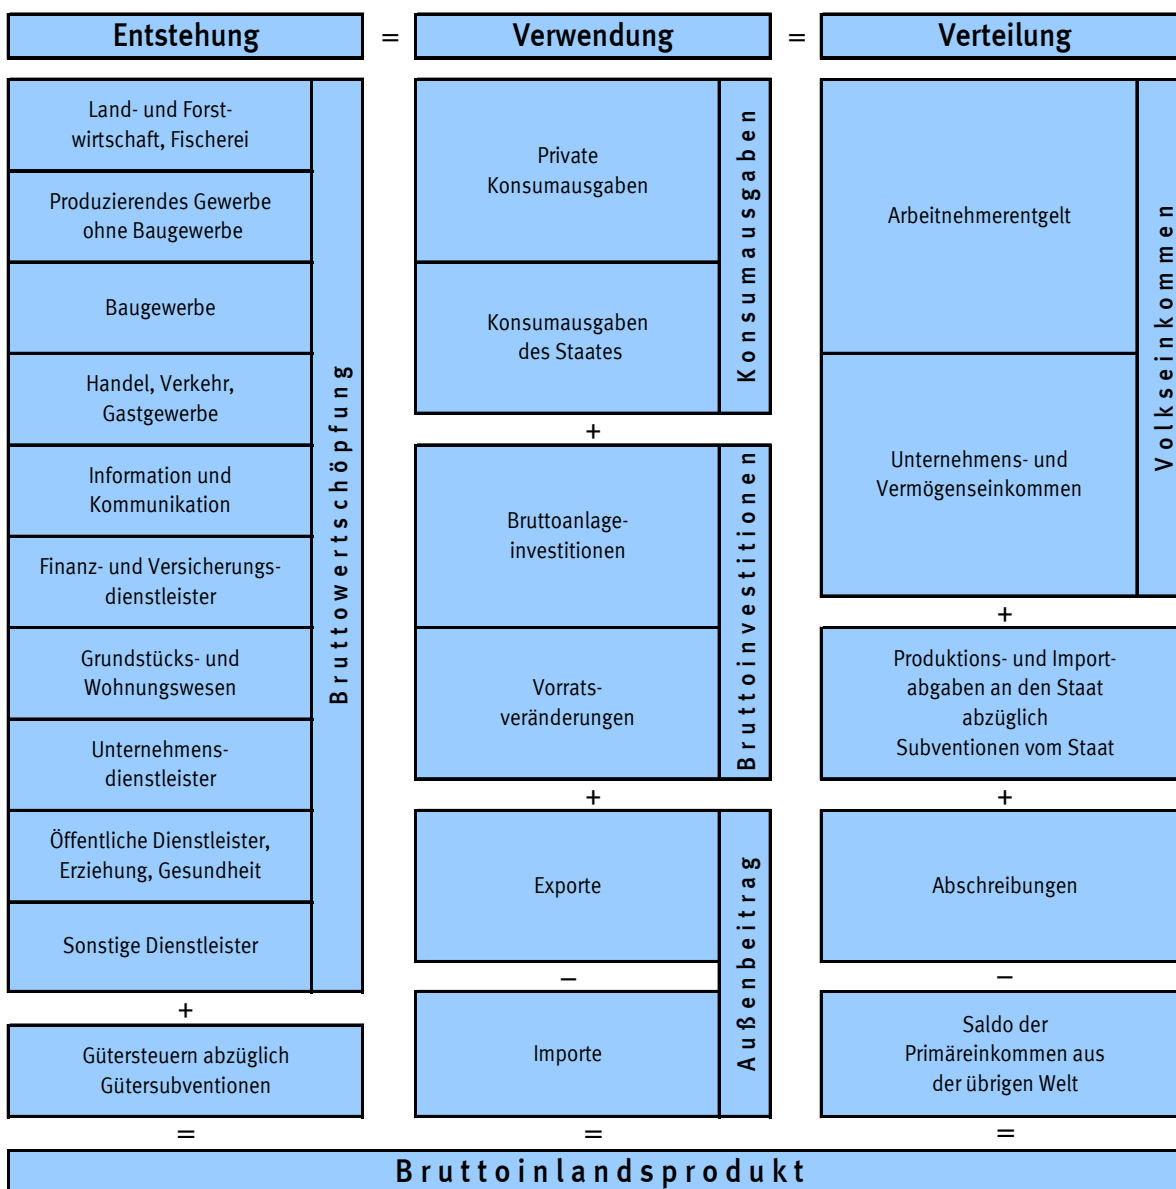 Entstehung
=
Verwendung
=
Verteilung
Land- und Forst-
wirtschaft, Fischerei
Produzierendes Gewerbe
ohne Baugewerbe
Baugewerbe
Handel, Verkehr,
Gastgewerbe
Information und
Kommunikation
Finanz- und Versicherungs-
dienstleister
Grundstücks- und
Wohnungswesen
Unternehmens-
dienstleister
Öffentliche Dienstleister,
Erziehung, Gesundheit
Sonstige Dienstleister
Bruttowertschöpfung
+
Gütersteuern abzüglich
Gütersubventionen
=
Private
Konsumausgaben
Konsumausgaben
des Staates
Konsumausgaben
+
Bruttoanlage-
investitionen
Vorrats-
veränderungen
Bruttoinvestitionen
+
Exporte
–
Importe
Außenbeitrag
=
Arbeitnehmerentgelt
Unternehmens- und
Vermögenseinkommen
Volkseinkommen
+
Produktions- und Import-
abgaben an den Staat
abzüglich
Subventionen vom Staat
+
Abschreibungen
–
Saldo der
Primäreinkommen aus
der übrigen Welt
=
Bruttoinlandsprodukt